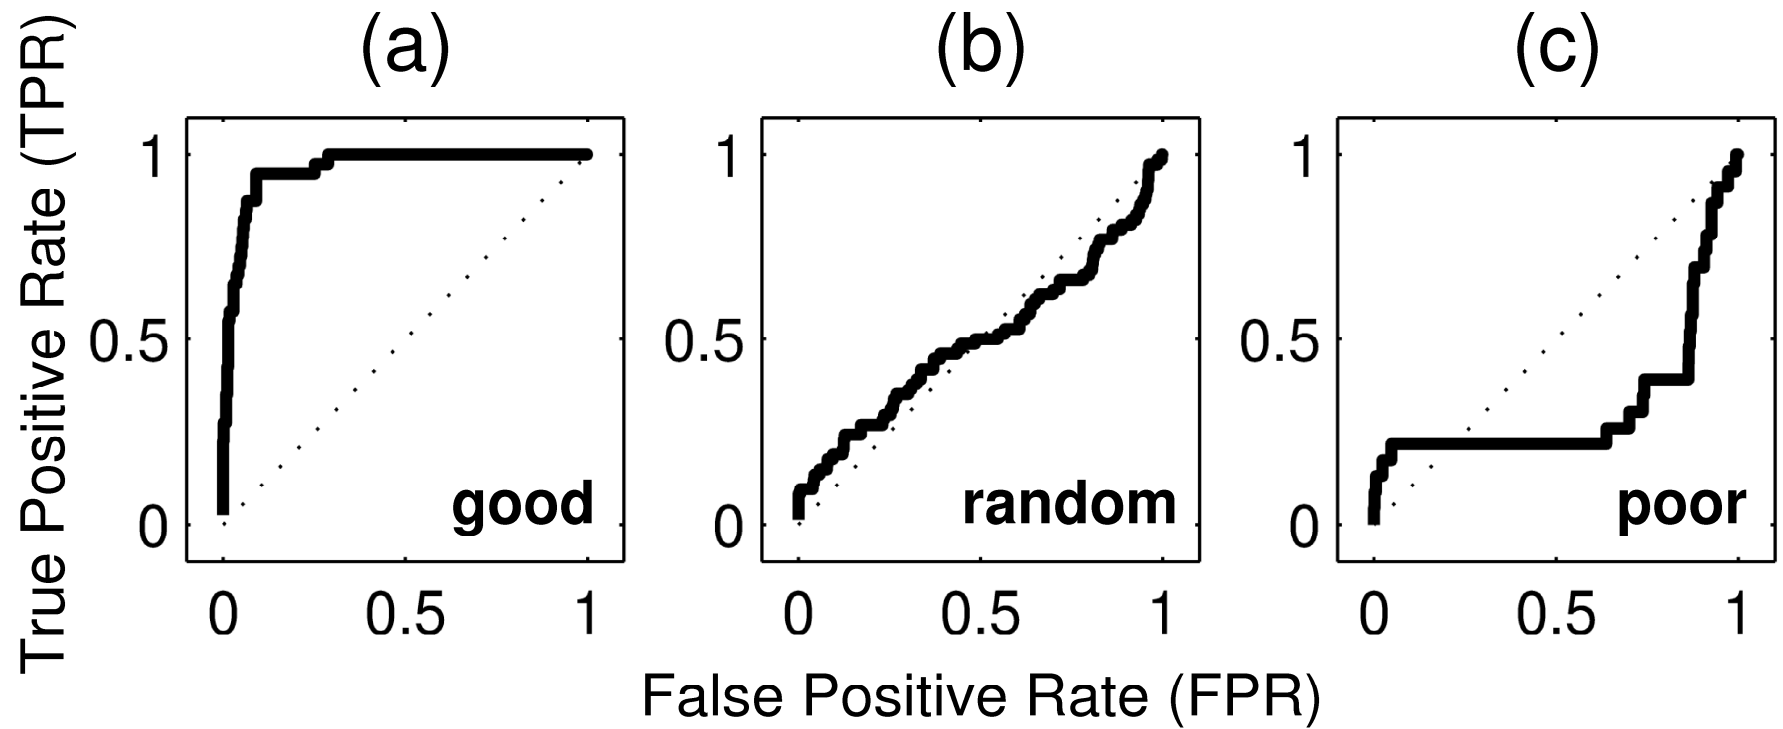 (a) (b) (c)
True Positive Rate (TPR)
1 1 1
0.5 0.5 0.5
good random poor
0 0 0
0 0.5 1 0 0.5 1 0 0.5 1
False Positive Rate (FPR)